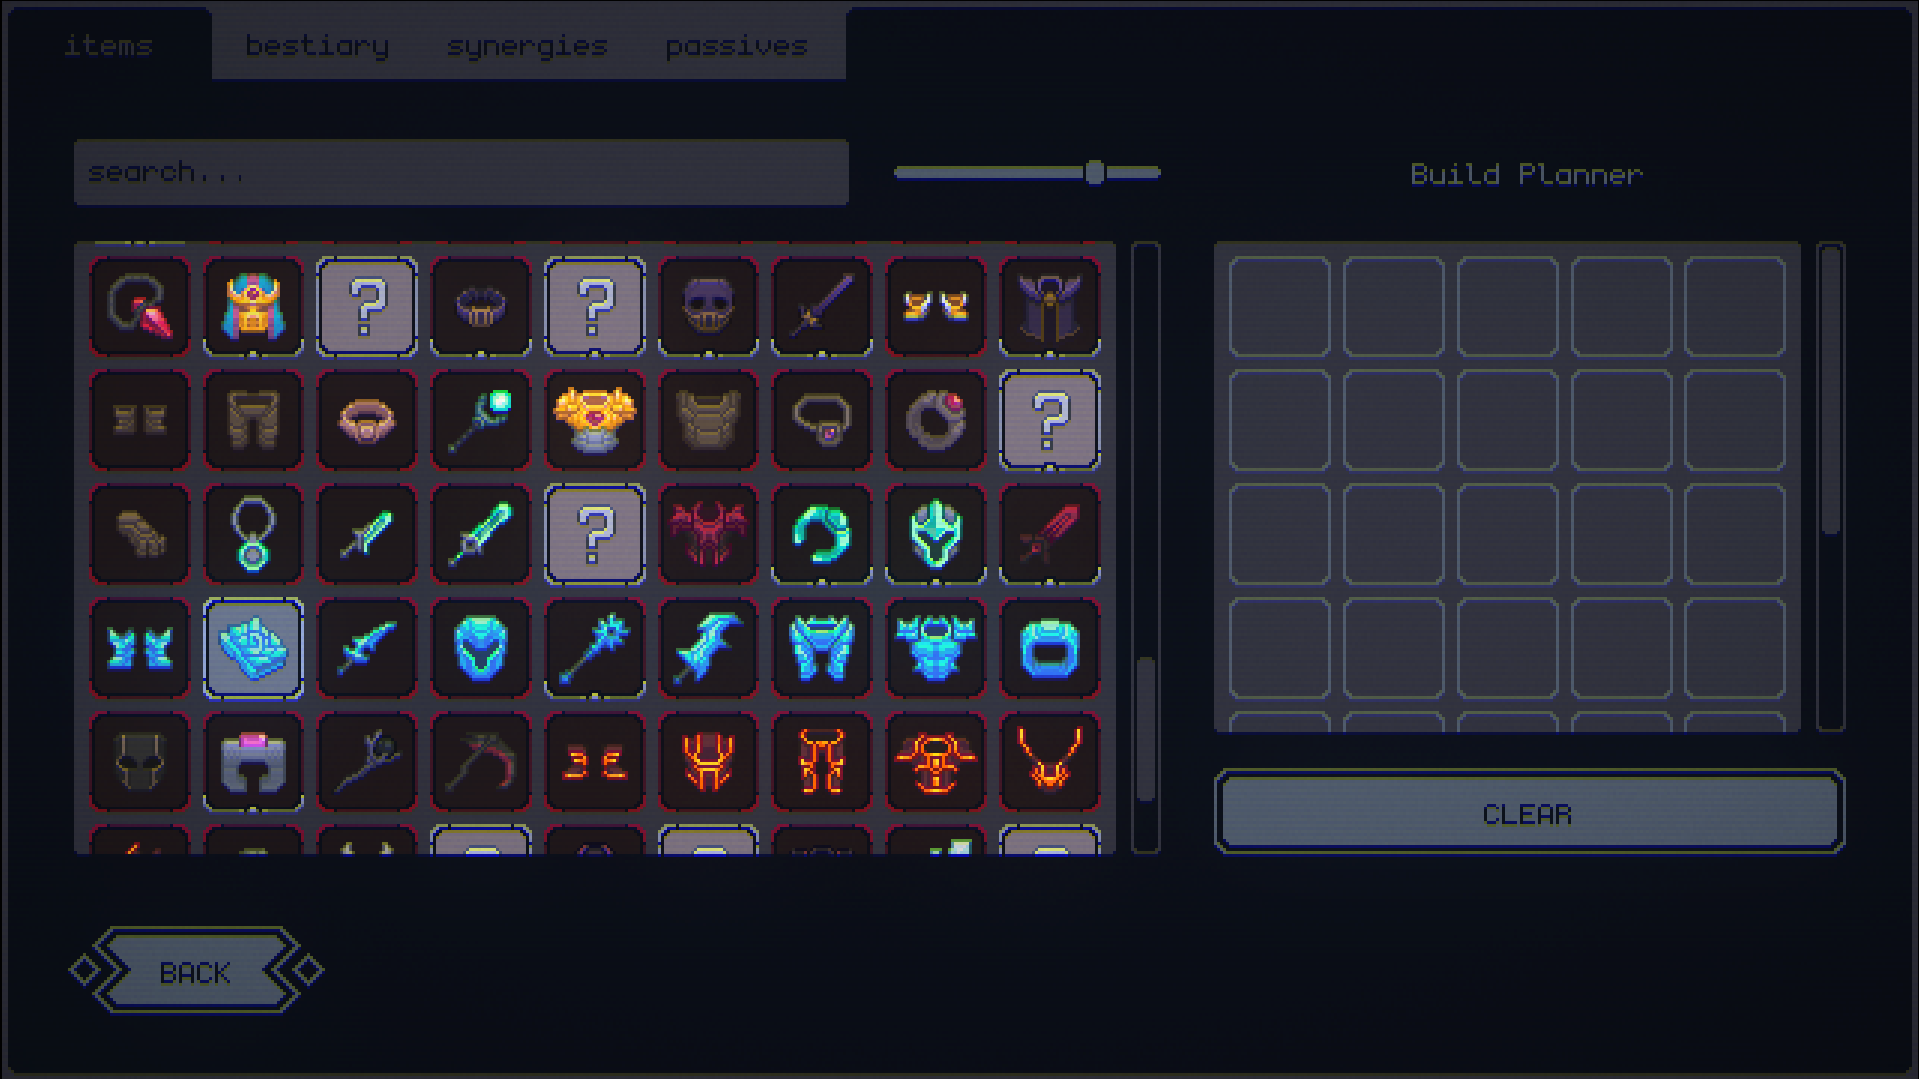 items bestiary synergies passives
search...
Build Planner
?
?
?
?
CLEAR
BACK